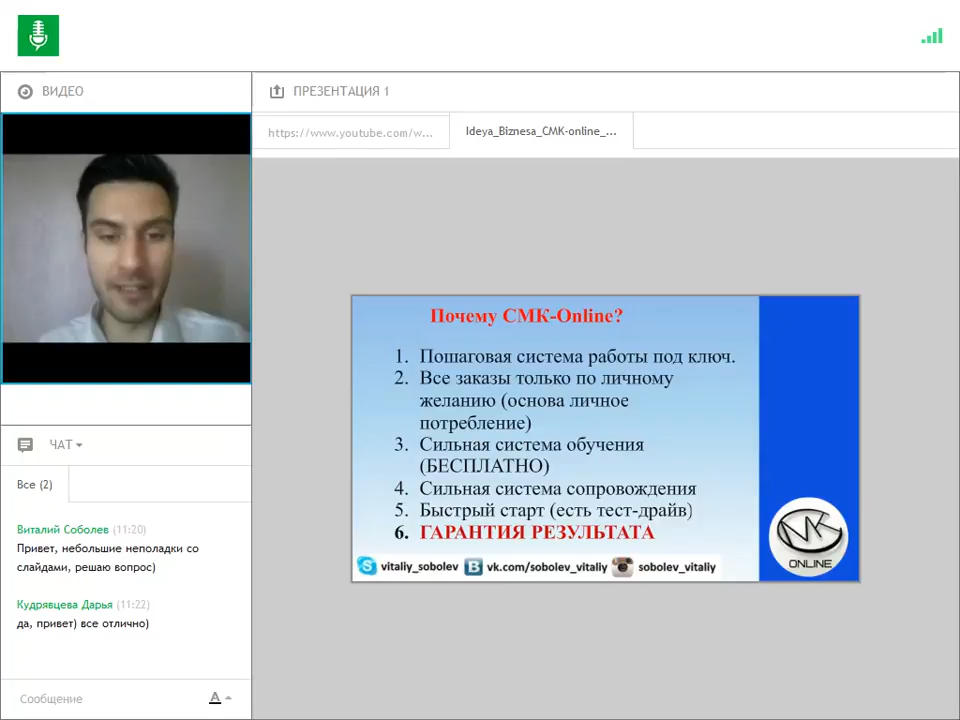 ВИДЕО
ПРЕЗЕНТАЦИЯ 1
https://www.youtube.com/w...
Ideya_Biznesa_CMK-online_...
Почему СМК-Online?
1. Пошаговая система работы под ключ.
2. Все заказы только по личному
желанию (основа личное
потребление)
3. Сильная система обучения
(БЕСПЛАТНО)
4. Сильная система сопровождения
5. Быстрый старт (есть тест-драйв)
6. ГАРАНТИЯ РЕЗУЛЬТАТА
vitaliy_sobolev vk.com/sobolev_vitaliy sobolev_vitaliy
СМК
ONLINE
ЧАТ
Все (2)
Виталий Соболев (11:20)
Привет, небольшие неполадки со
слайдами, решаю вопрос)
Кудрявцева Дарья (11:22)
да, привет) все отлично)
Сообщение
A